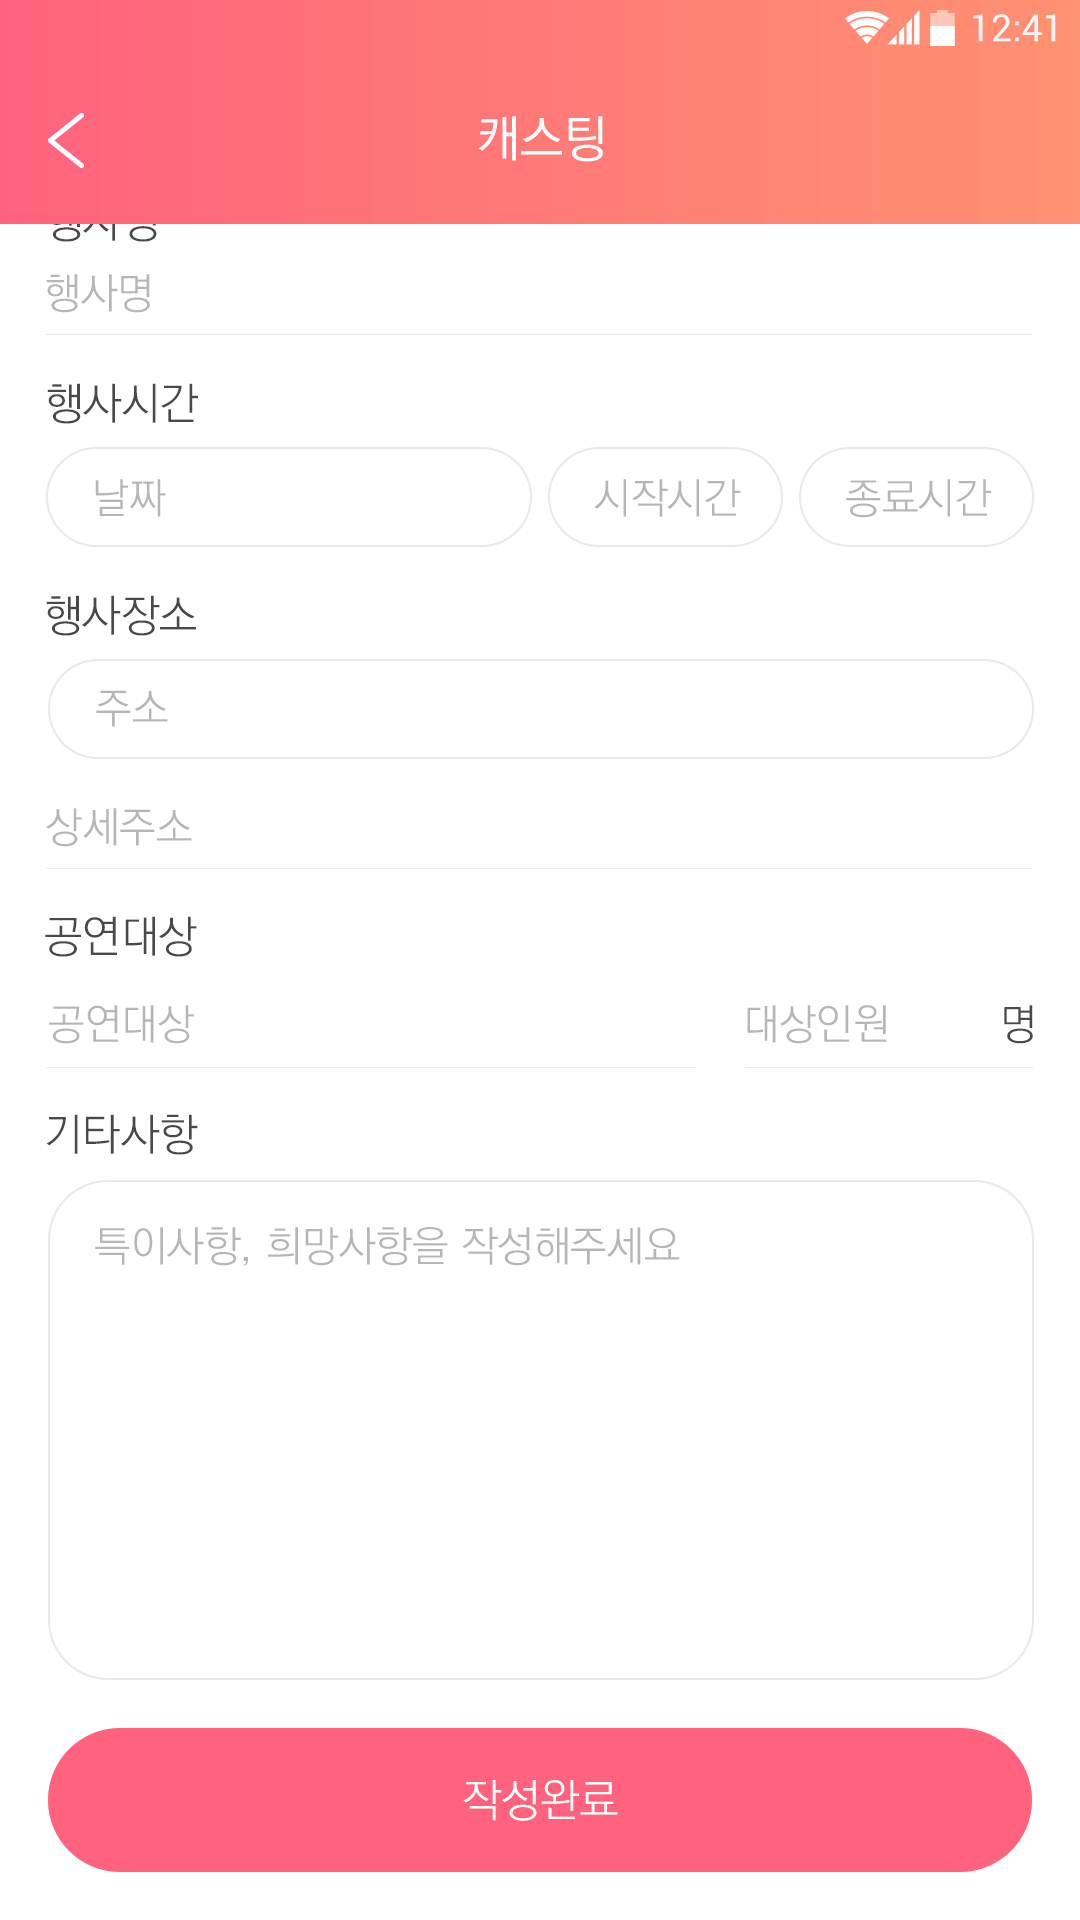 12:41
캐스팅
행사명
행사명
행사시간
날짜 시작시간 종료시간
행사장소
주소
상세주소
공연대상
공연대상 대상인원 명
기타사항
특이사항, 희망사항을 작성해주세요
작성완료